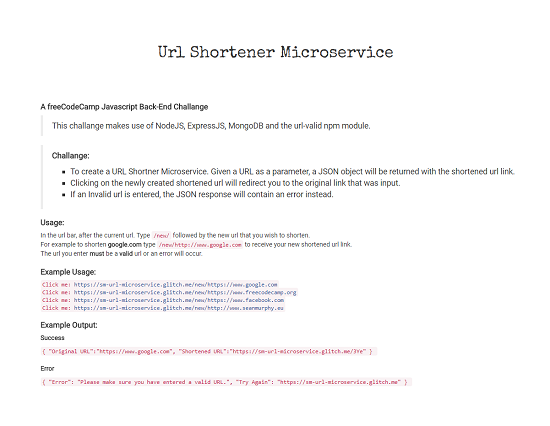 Url Shortener Microservice
A freeCodeCamp Javascript Back-End Challange
This challange makes use of NodeJS, ExpressJS, MongoDB and the url-valid npm module.
Challange:
To create a URL Shortner Microservice. Given a URL as a parameter, a JSON object will be returned with the shortened url link.
Clicking on the newly created shortened url will redirect you to the original link that was input.
If an Invalid url is entered, the JSON response will contain an error instead.
Usage:
In the url bar, after the current url. Type /new/ followed by the new url that you wish to shorten.
For example to shorten google.com type /new/http://www.google.com to receive your new shortened url link.
The url you enter must be a valid url or an error will occur.
Example Usage:
Click me: https://sm-url-microservice.glitch.me/new/https://www.google.com
Click me: https://sm-url-microservice.glitch.me/new/https://www.freecodecamp.org
Click me: https://sm-url-microservice.glitch.me/new/https://www.facebook.com
Click me: https://sm-url-microservice.glitch.me/new/http://www.seanmurphy.eu
Example Output:
Success
{ "Original URL":"https://www.google.com", "Shortened URL":"https://sm-url-microservice.glitch.me/3Ye" }
Error
{ "Error": "Please make sure you have entered a valid URL.", "Try Again": "https://sm-url-microservice.glitch.me" }